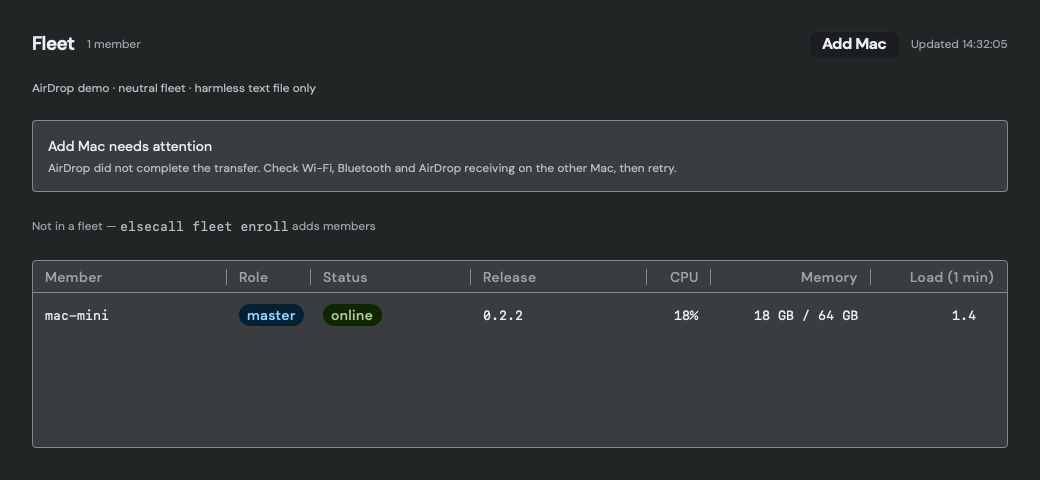 Fleet 1 member Add Mac Updated 14:32:05
AirDrop demo · neutral fleet · harmless text file only
Add Mac needs attention
AirDrop did not complete the transfer. Check Wi-Fi, Bluetooth and AirDrop receiving on the other Mac, then retry.
Not in a fleet — elsecall fleet enroll adds members
Member Role Status Release CPU Memory Load (1 min)
mac-mini master online 0.2.2 18% 18 GB / 64 GB 1.4